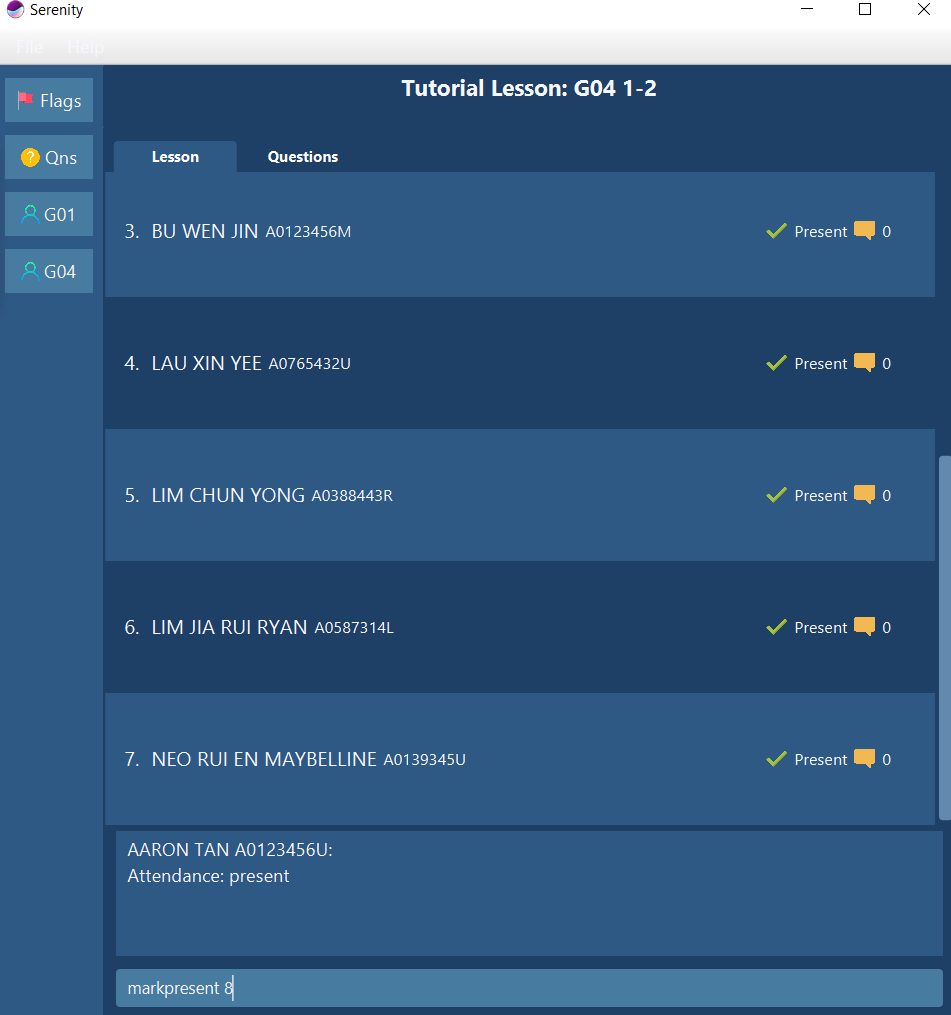 Serenity
File Help
Flags
Qns
G01
G04
Tutorial Lesson: G04 1-2
Lesson Questions
3. BU WEN JIN A0123456M Present 0
4. LAU XIN YEE A0765432U Present 0
5. LIM CHUN YONG A0388443R Present 0
6. LIM JIA RUI RYAN A0587314L Present 0
7. NEO RUI EN MAYBELLINE A0139345U Present 0
AARON TAN A0123456U:
Attendance: present
markpresent 8